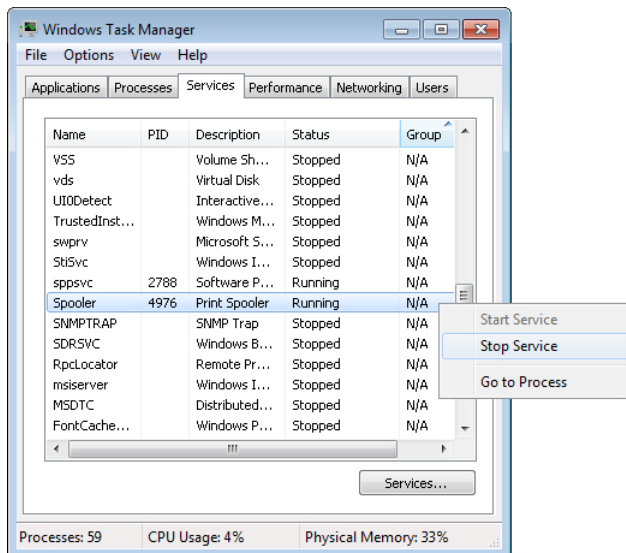 Windows Task Manager
File Options View Help
Applications Processes Services Performance Networking Users
Name PID Description Status Group
VSS Volume Sh... Stopped N/A
vds Virtual Disk Stopped N/A
UI0Detect Interactive... Stopped N/A
TrustedInst... Windows M... Stopped N/A
swprv Microsoft S... Stopped N/A
StiSvc Windows I... Stopped N/A
sppsvc 2788 Software P... Running N/A
Spooler 4976 Print Spooler Running N/A
SNMPTRAP SNMP Trap Stopped N/A
Start Service
SDRSVC Windows B... Stopped N/A
Stop Service
RpcLocator Remote Pr... Stopped N/A
msiserver Windows I... Stopped N/A
Go to Process
MSDTC Distributed... Stopped N/A
FontCache... Windows P... Stopped N/A
Services...
Processes: 59 CPU Usage: 4% Physical Memory: 33%